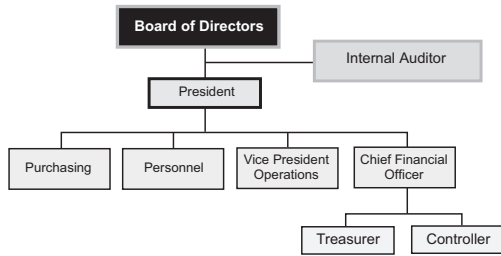 Board of Directors
Internal Auditor
President
Purchasing
Personnel
Vice President
Operations
Chief Financial
Officer
Treasurer
Controller